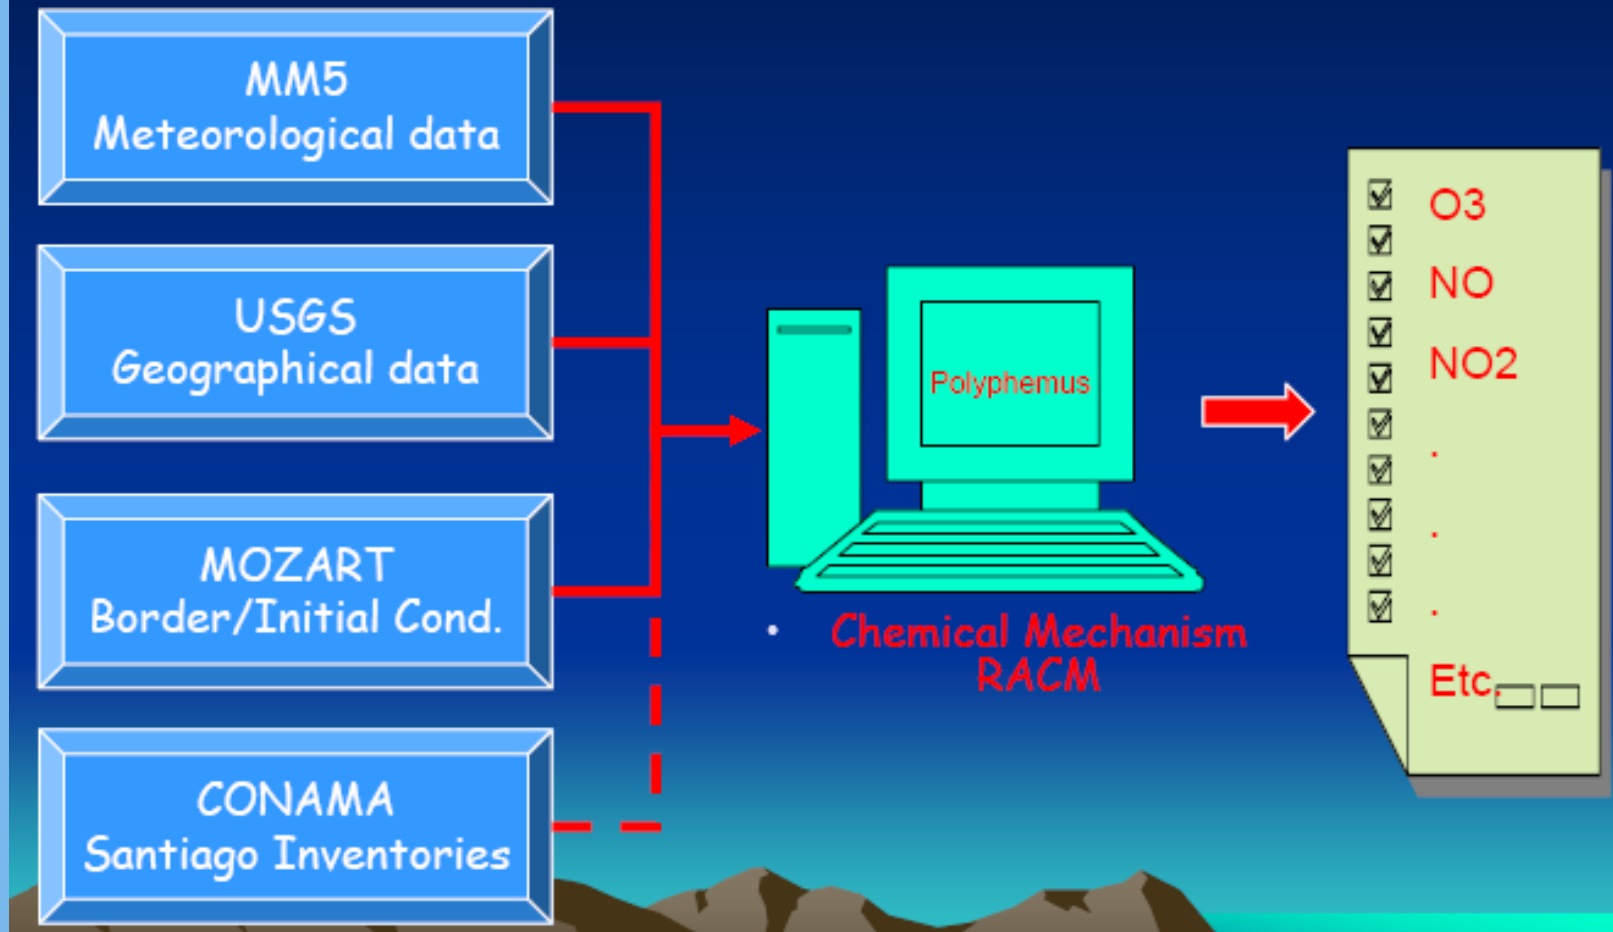 MM5
Meteorological data
USGS
Geographical data
MOZART
Border/Initial Cond.
CONAMA
Santiago Inventories
Polyphemus
• Chemical Mechanism
RACM
O3
NO
NO2
.
.
.
Etc.